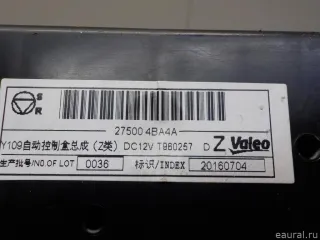 S
R
27500 4BA4A
Y109自动控制盒总成（Z类） DC12V T980257 D Z Valeo
生产批号/NO.OF LOT 0036 标识/INDEX 20160704
eaural.ru